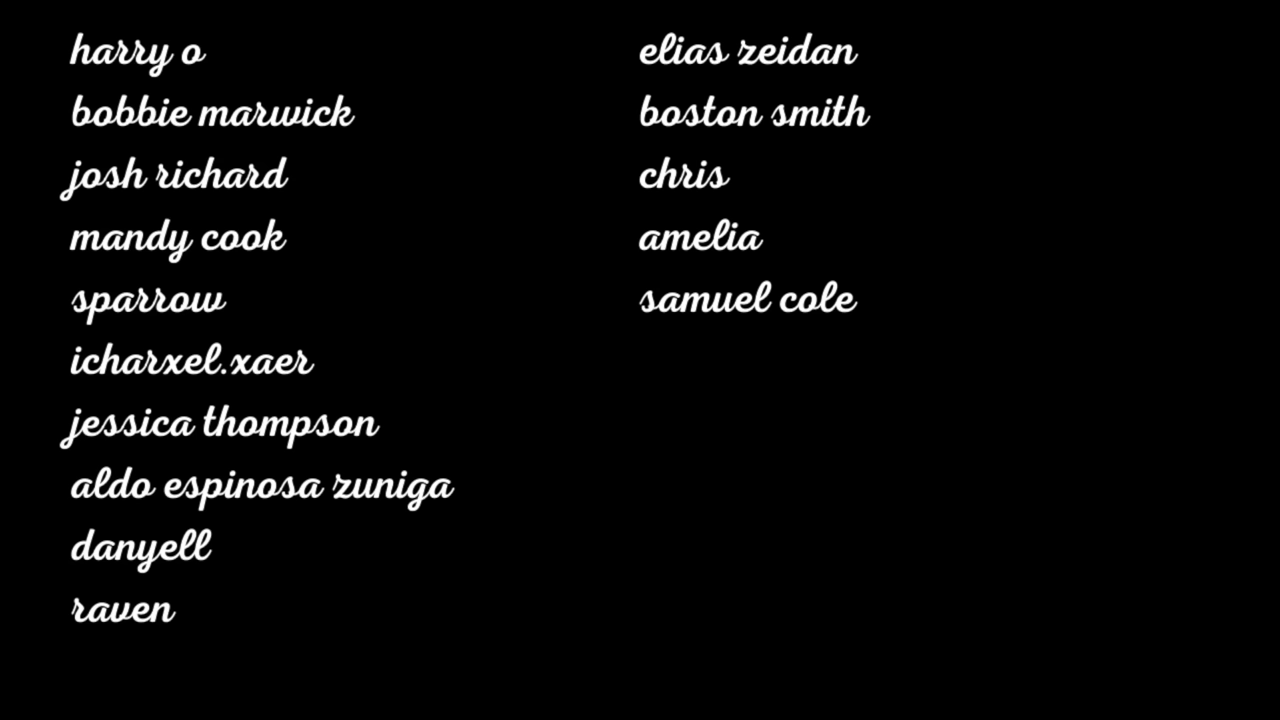 harry o
bobbie marwick
josh richard
mandy cook
sparrow
icharxel.xaer
jessica thompson
aldo espinosa zuniga
danyell
raven
elias zeidan
boston smith
chris
amelia
samuel cole